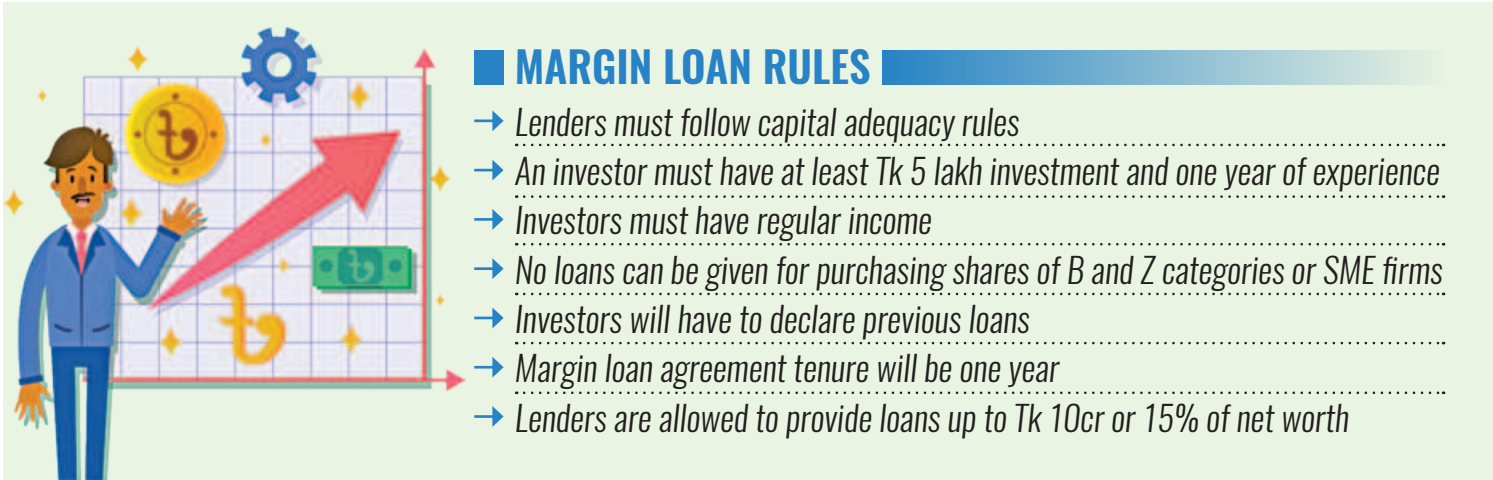 MARGIN LOAN RULES
→ Lenders must follow capital adequacy rules
→ An investor must have at least Tk 5 lakh investment and one year of experience
→ Investors must have regular income
→ No loans can be given for purchasing shares of B and Z categories or SME firms
→ Investors will have to declare previous loans
→ Margin loan agreement tenure will be one year
→ Lenders are allowed to provide loans up to Tk 10cr or 15% of net worth
৳
৳
৳